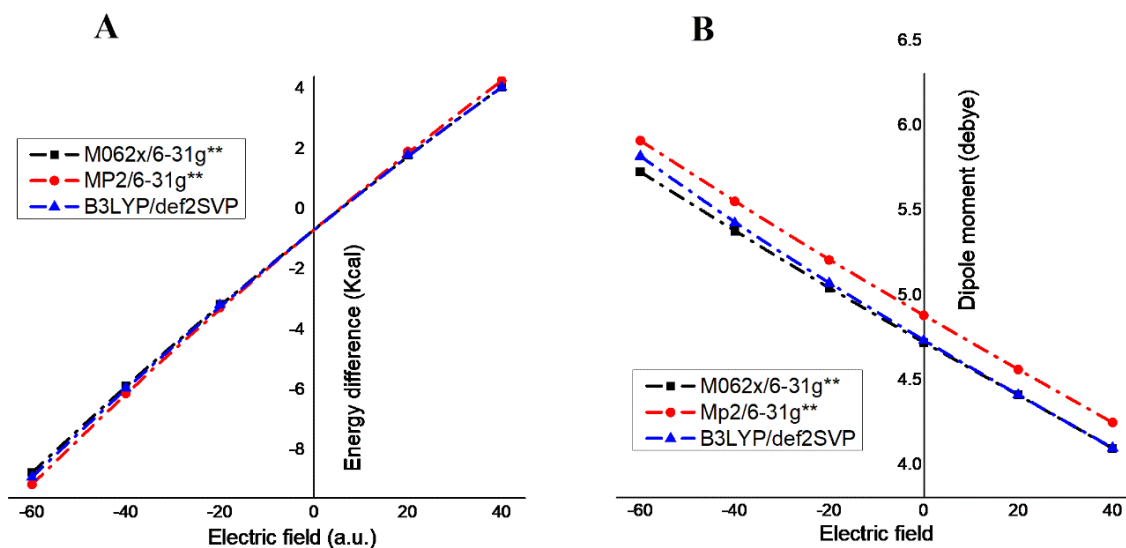 A
4
2
0
-2
-4
-6
-8
M062x/6-31g**
MP2/6-31g**
B3LYP/def2SVP
Energy difference (Kcal)
-60
-40
-20
0
20
40
Electric field (a.u.)
B
6.5
6.0
5.5
5.0
4.5
4.0
Dipole moment (debye)
M062x/6-31g**
Mp2/6-31g**
B3LYP/def2SVP
-60
-40
-20
0
20
40
Electric field